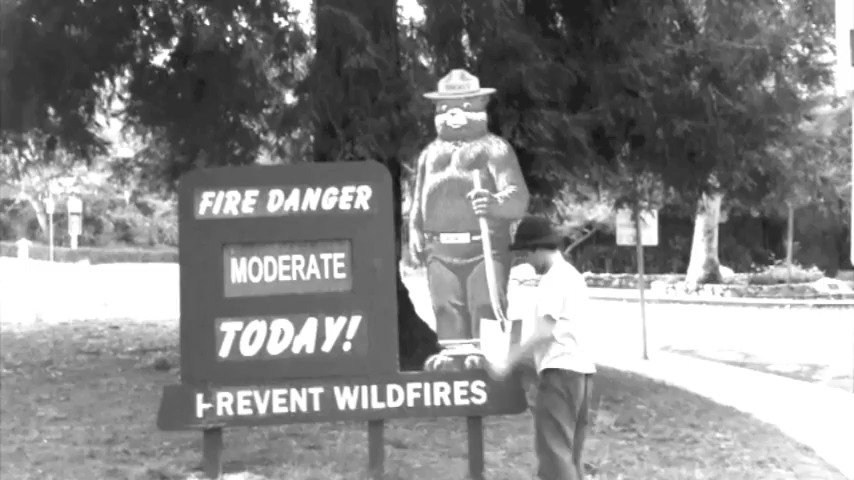 FIRE DANGER
MODERATE
TODAY!
PREVENT WILDFIRES